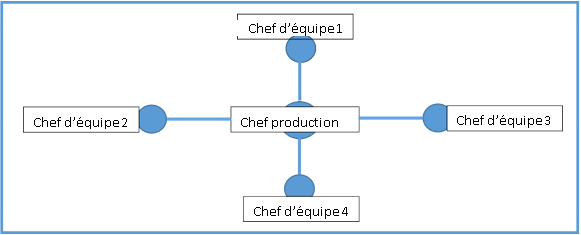 Chef d'équipe1
Chef d'équipe2
Chef production
Chef d'équipe3
Chef d'équipe4